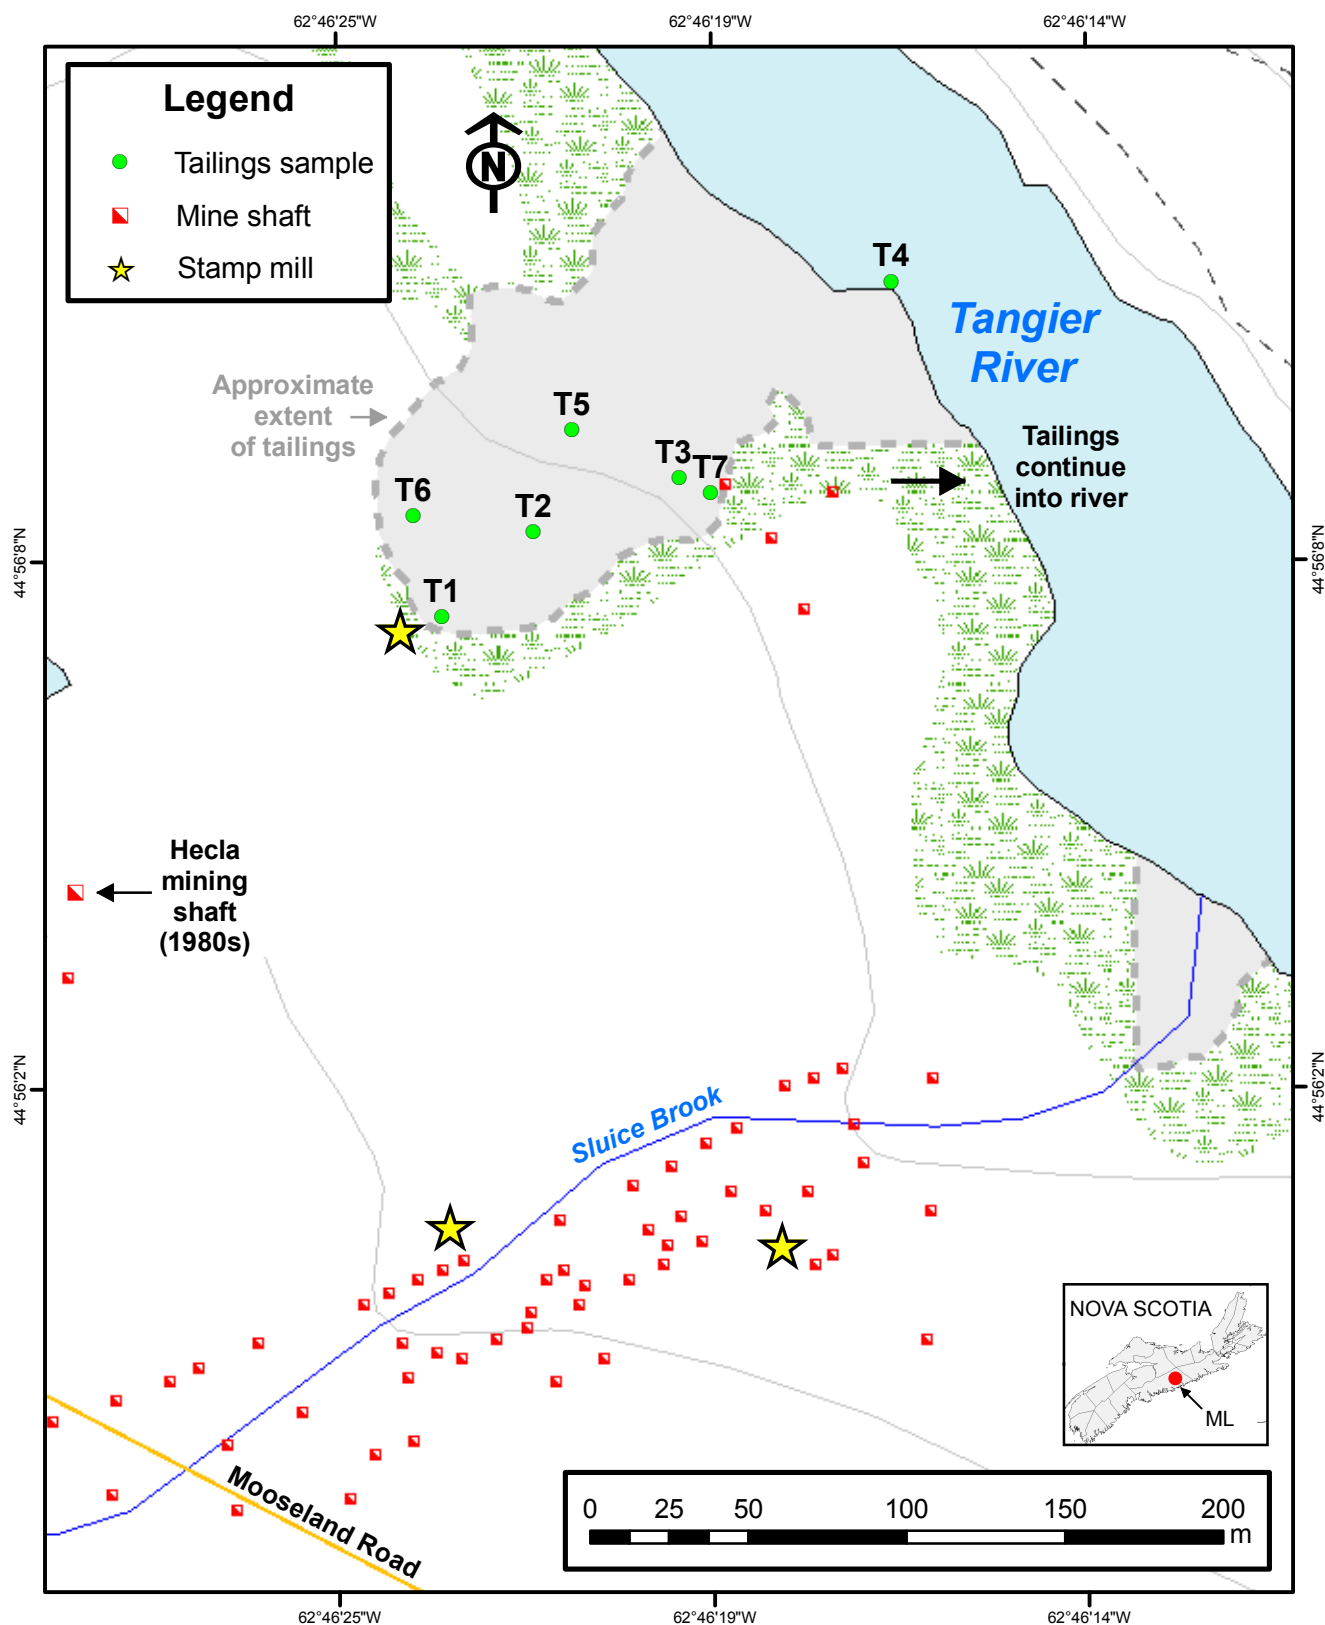 62°46'25"W
62°46'19"W
62°46'14"W
Legend
Tailings sample
Mine shaft
Stamp mill
N
T4
Tangier
River
Approximate
extent
of tailings
T5
Tailings
continue
into river
T3
T7
T6
T2
44°56'8"N
44°56'8"N
T1
Hecla
mining
shaft
(1980s)
44°56'2"N
44°56'2"N
Sluice Brook
NOVA SCOTIA
ML
Mooseland Road
0 25 50 100 150 200
m
62°46'25"W
62°46'19"W
62°46'14"W